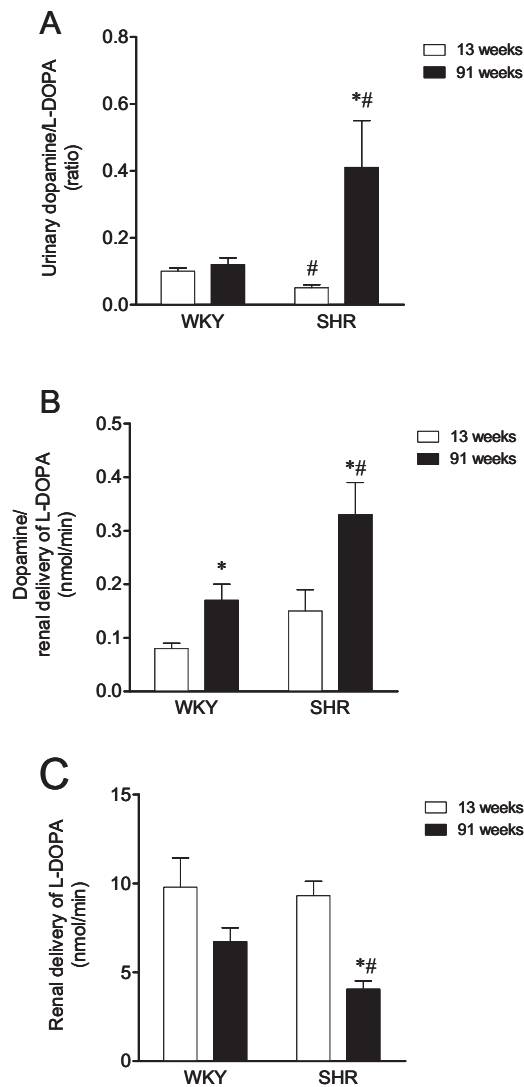 A
Urinary dopamine/L-DOPA
(ratio)
0.8
0.6
0.4
0.2
0.0
13 weeks
91 weeks
#
*#
WKY
SHR
B
Dopamine/
renal delivery of L-DOPA
(nmol/min)
0.5
0.4
0.3
0.2
0.1
0.0
13 weeks
91 weeks
*
*#
WKY
SHR
C
Renal delivery of L-DOPA
(nmol/min)
15
10
5
0
13 weeks
91 weeks
*#
WKY
SHR